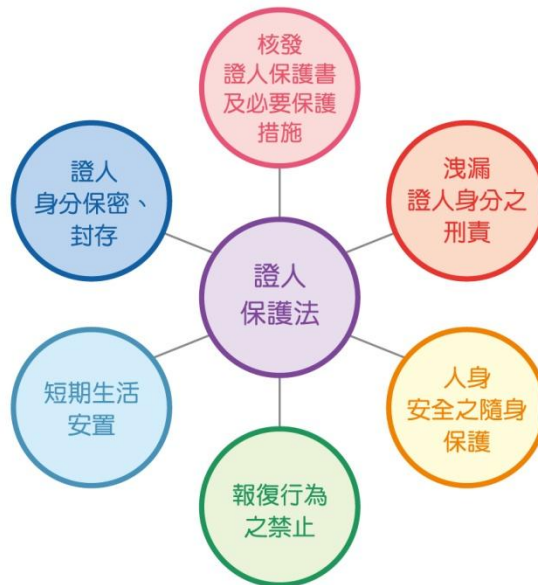 核發
證人保護書
及必要保護
措施
證人
身分保密、
封存
洩漏
證人身分之
刑責
證人
保護法
短期生活
安置
人身
安全之隨身
保護
報復行為
之禁止